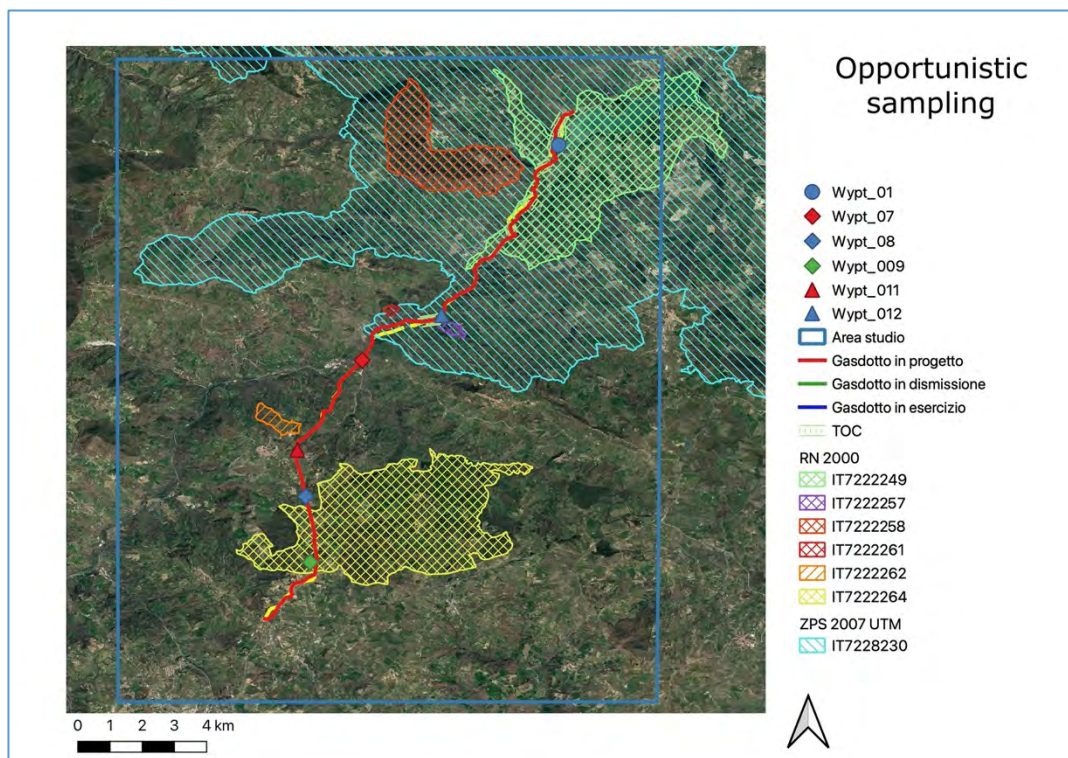 Opportunistic
sampling
Wypt_01
Wypt_07
Wypt_08
Wypt_009
Wypt_011
Wypt_012
Area studio
Gasdotto in progetto
Gasdotto in dismissione
Gasdotto in esercizio
TOC
RN 2000
IT7222249
IT7222257
IT7222258
IT7222261
IT7222262
IT7222264
ZPS 2007 UTM
IT7228230
0 1 2 3 4 km